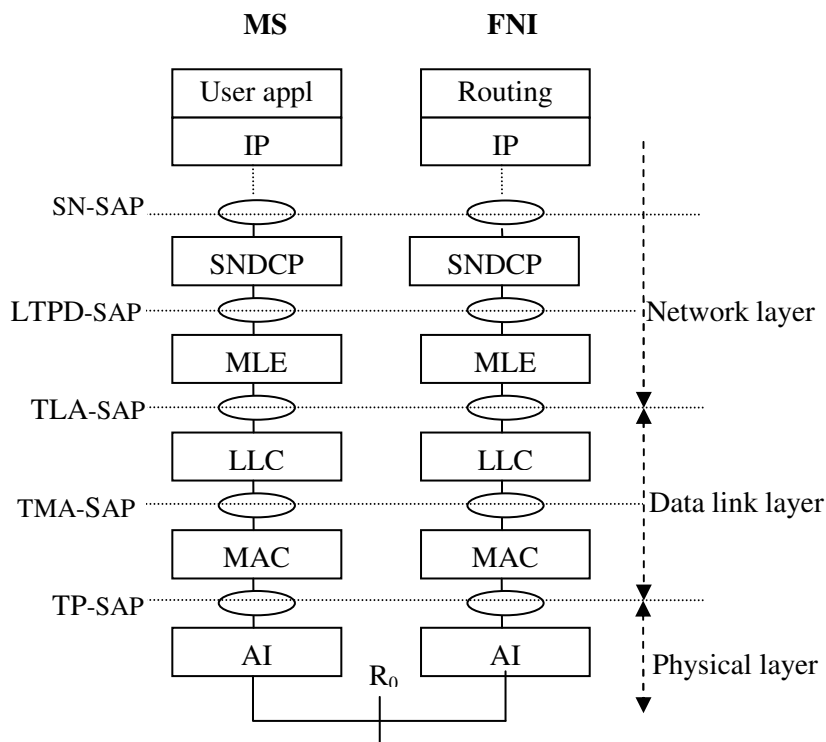 MS FNI
User appl Routing
IP IP
SN-SAP
SNDCP SNDCP
LTPD-SAP Network layer
MLE MLE
TLA-SAP
LLC LLC
TMA-SAP Data link layer
MAC MAC
TP-SAP
AI AI
Physical layer
R₀